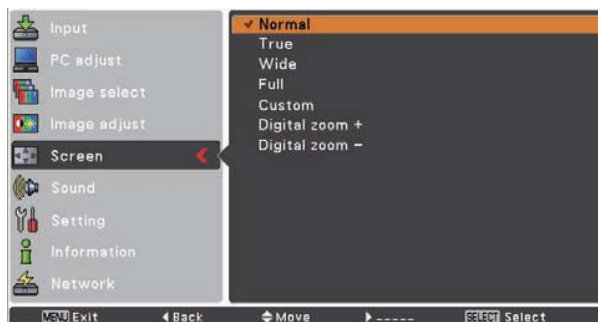 Input
PC adjust
Image select
Image adjust
Screen
Sound
Setting
Information
Network
Normal
True
Wide
Full
Custom
Digital zoom +
Digital zoom –
MENU Exit ◀ Back Move ▶ ----- SELECT Select